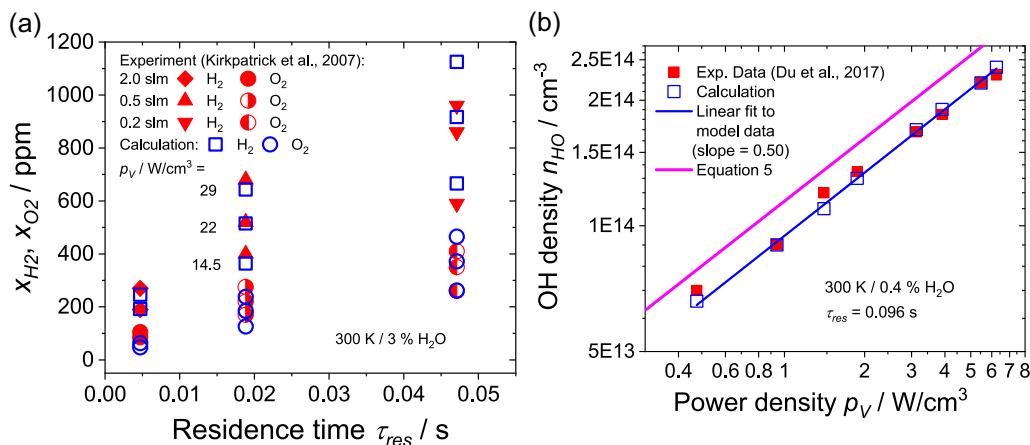 (a)
1200
1000
800
600
400
200
0
x_H2, x_O2 / ppm
Experiment (Kirkpatrick et al., 2007):
2.0 slm ◆ H₂ ● O₂
0.5 slm ▲ H₂ ◑ O₂
0.2 slm ▼ H₂ ◐ O₂
Calculation: □ H₂ ○ O₂
p_V / W/cm³ =
29
22
14.5
300 K / 3 % H₂O
0.00 0.01 0.02 0.03 0.04 0.05
Residence time τ_res / s
(b)
2.5E14
2E14
1.5E14
1E14
5E13
OH density n_HO / cm⁻³
Exp. Data (Du et al., 2017)
Calculation
Linear fit to
model data
(slope = 0.50)
Equation 5
300 K / 0.4 % H₂O
τ_res = 0.096 s
0.4 0.6 0.8 1 2 3 4 5 6 7 8
Power density p_V / W/cm³